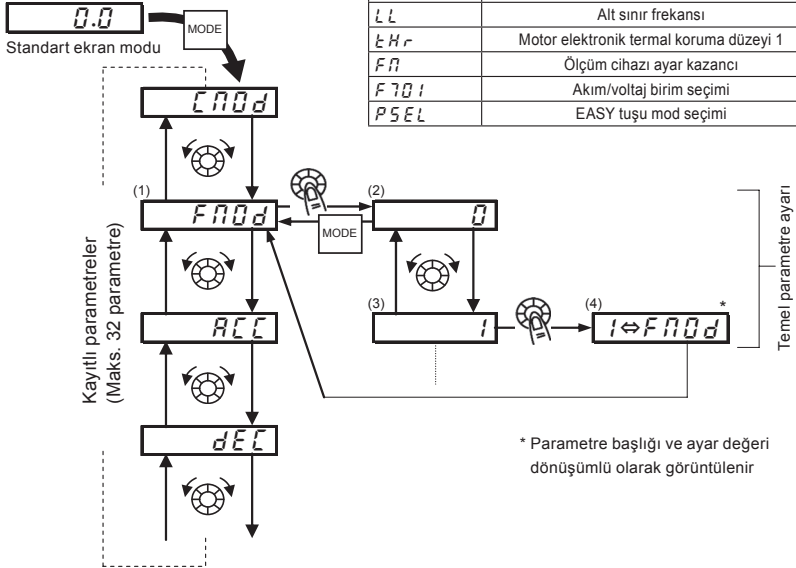 0.0
MODE
Standart ekran modu
LL Alt sınır frekansı
tHr Motor elektronik termal koruma düzeyi 1
FM Ölçüm cihazı ayar kazancı
F701 Akım/voltaj birim seçimi
PSEL EASY tuşu mod seçimi
CMOd
(1)
FMOd
MODE
(2)
0
(3)
1
(4)
1⇔FMOd
*
ACC
dEC
Kayıtlı parametreler
(Maks. 32 parametre)
Temel parametre ayarı
* Parametre başlığı ve ayar değeri
dönüşümlü olarak görüntülenir